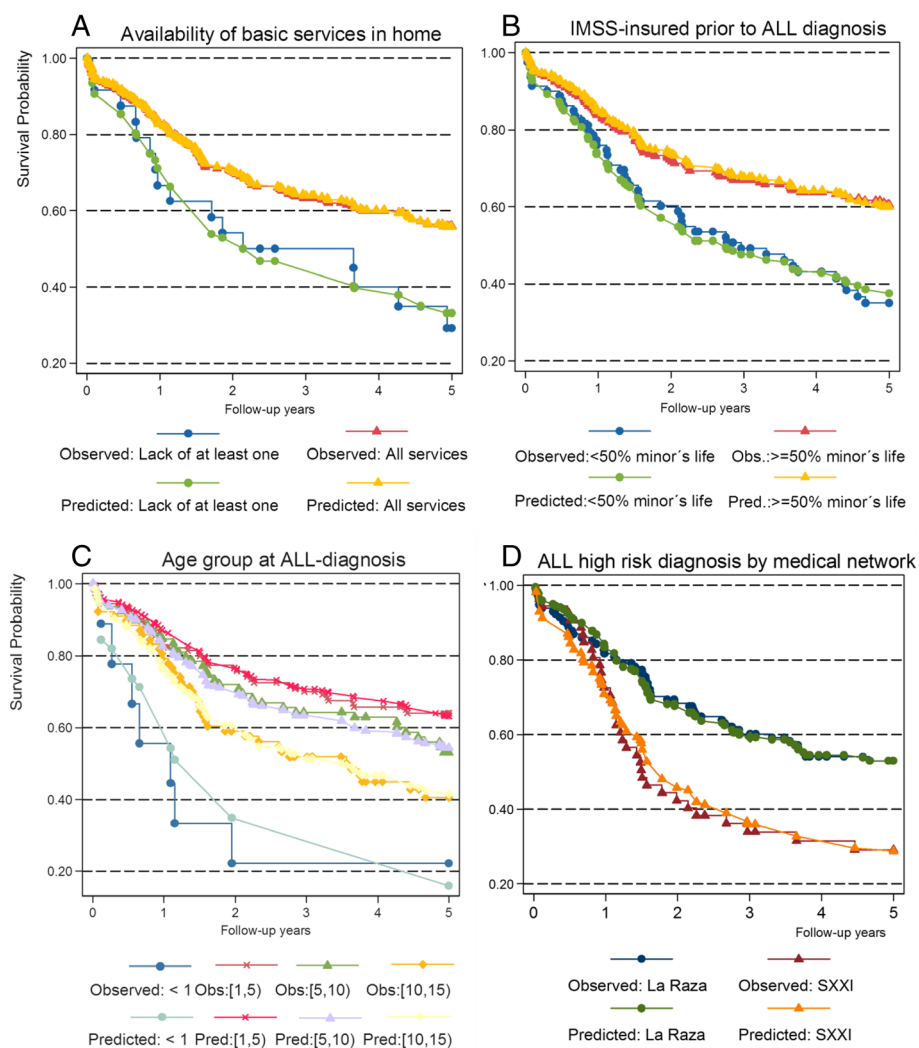 A
Availability of basic services in home
Survival Probability
1.00
0.80
0.60
0.40
0.20
0 1 2 3 4 5
Follow-up years
Observed: Lack of at least one
Observed: All services
Predicted: Lack of at least one
Predicted: All services
B
IMSS-insured prior to ALL diagnosis
1.00
0.80
0.60
0.40
0.20
0 1 2 3 4 5
Follow-up years
Observed:<50% minor´s life
Obs.:>=50% minor´s life
Predicted:<50% minor´s life
Pred.:>=50% minor´s life
C
Age group at ALL-diagnosis
Survival Probability
1.00
0.80
0.60
0.40
0.20
0 1 2 3 4 5
Follow-up years
Observed: < 1 Obs:[1,5) Obs:[5,10) Obs:[10,15)
Predicted: < 1 Pred:[1,5) Pred:[5,10) Pred:[10,15)
D
ALL high risk diagnosis by medical network
1.00
0.80
0.60
0.40
0.20
0 1 2 3 4 5
Follow-up years
Observed: La Raza
Observed: SXXI
Predicted: La Raza
Predicted: SXXI